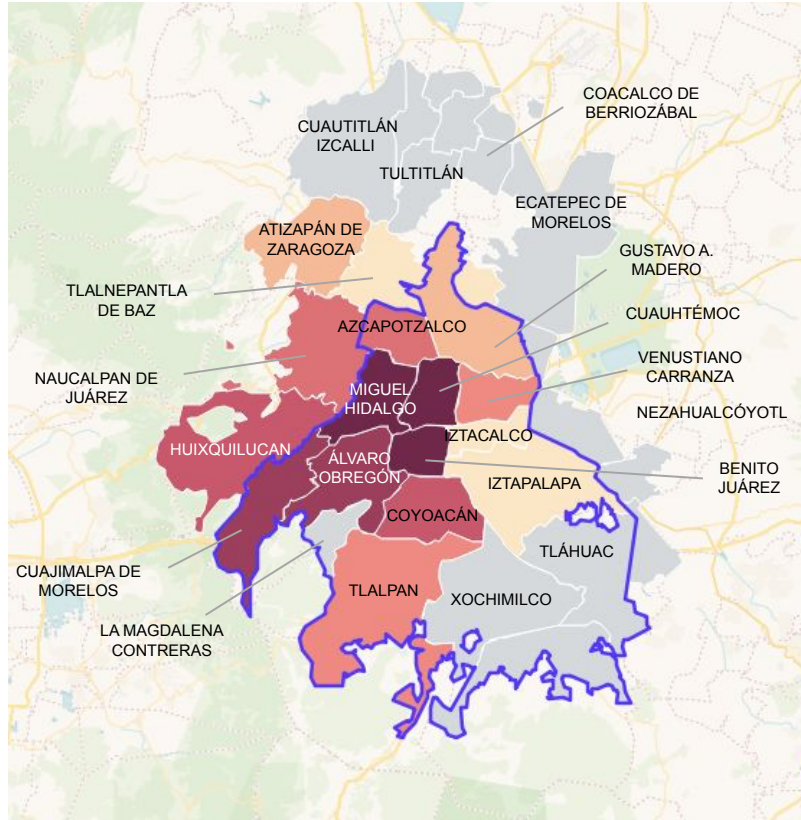 COACALCO DE
BERRIOZÁBAL
CUAUTITLÁN
IZCALLI
TULTITLÁN
ECATEPEC DE
MORELOS
ATIZAPÁN DE
ZARAGOZA
GUSTAVO A.
MADERO
TLALNEPANTLA
DE BAZ
CUAUHTÉMOC
AZCAPOTZALCO
VENUSTIANO
CARRANZA
NAUCALPAN DE
JUÁREZ
MIGUEL
HIDALGO
NEZAHUALCÓYOTL
HUIXQUILUCAN
IZTACALCO
ÁLVARO
OBREGÓN
BENITO
JUÁREZ
IZTAPALAPA
COYOACÁN
TLÁHUAC
CUAJIMALPA DE
MORELOS
TLALPAN
XOCHIMILCO
LA MAGDALENA
CONTRERAS